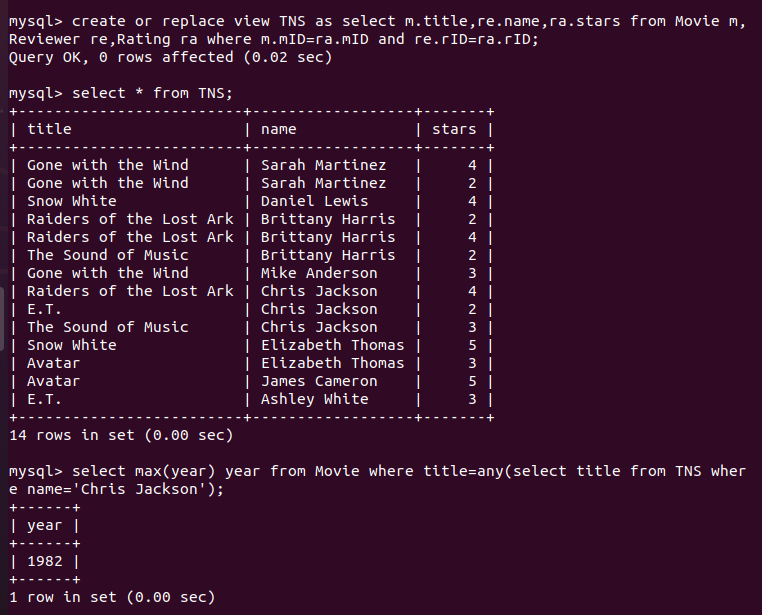 mysql> create or replace view TNS as select m.title,re.name,ra.stars from Movie m,
Reviewer re,Rating ra where m.mID=ra.mID and re.rID=ra.rID;
Query OK, 0 rows affected (0.02 sec)
mysql> select * from TNS;
+------------------------+------------------+-------+
| title                  | name             | stars |
+------------------------+------------------+-------+
| Gone with the Wind     | Sarah Martinez   |     4 |
| Gone with the Wind     | Sarah Martinez   |     2 |
| Snow White             | Daniel Lewis     |     4 |
| Raiders of the Lost Ark | Brittany Harris  |     2 |
| Raiders of the Lost Ark | Brittany Harris  |     4 |
| The Sound of Music     | Brittany Harris  |     2 |
| Gone with the Wind     | Mike Anderson    |     3 |
| Raiders of the Lost Ark | Chris Jackson    |     4 |
| E.T.                   | Chris Jackson    |     2 |
| The Sound of Music     | Chris Jackson    |     3 |
| Snow White             | Elizabeth Thomas |     5 |
| Avatar                 | Elizabeth Thomas |     3 |
| Avatar                 | James Cameron    |     5 |
| E.T.                   | Ashley White     |     3 |
+------------------------+------------------+-------+
14 rows in set (0.00 sec)
mysql> select max(year) year from Movie where title=any(select title from TNS wher
e name='Chris Jackson');
+------+
| year |
+------+
| 1982 |
+------+
1 row in set (0.00 sec)